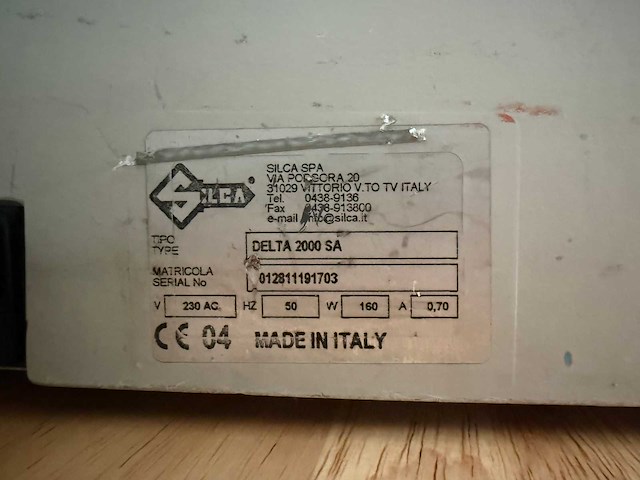 SILCA®
SILCA SPA
VIA PODGORA 20
31029 VITTORIO V.TO TV ITALY
Tel. 0438-9136
Fax 0438-913800
e-mail info@silca.it
TIPO
TYPE
DELTA 2000 SA
MATRICOLA
SERIAL No
012811191703
V 230 AC. HZ 50 W 160 A 0,70
CE 04 MADE IN ITALY